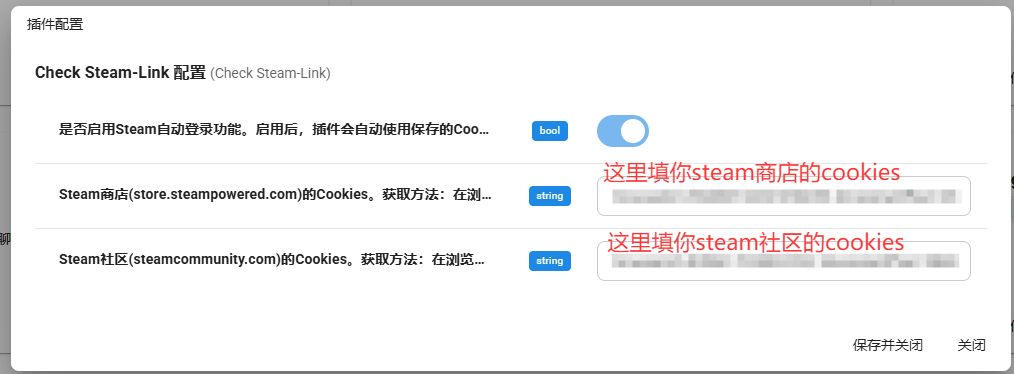 插件配置
Check Steam-Link 配置 (Check Steam-Link)
是否启用Steam自动登录功能。启用后，插件会自动使用保存的Coo...
bool
这里填你steam商店的cookies
Steam商店(store.steampowered.com)的Cookies。获取方法：在浏...
string
这里填你steam社区的cookies
Steam社区(steamcommunity.com)的Cookies。获取方法：在浏览...
string
保存并关闭
关闭